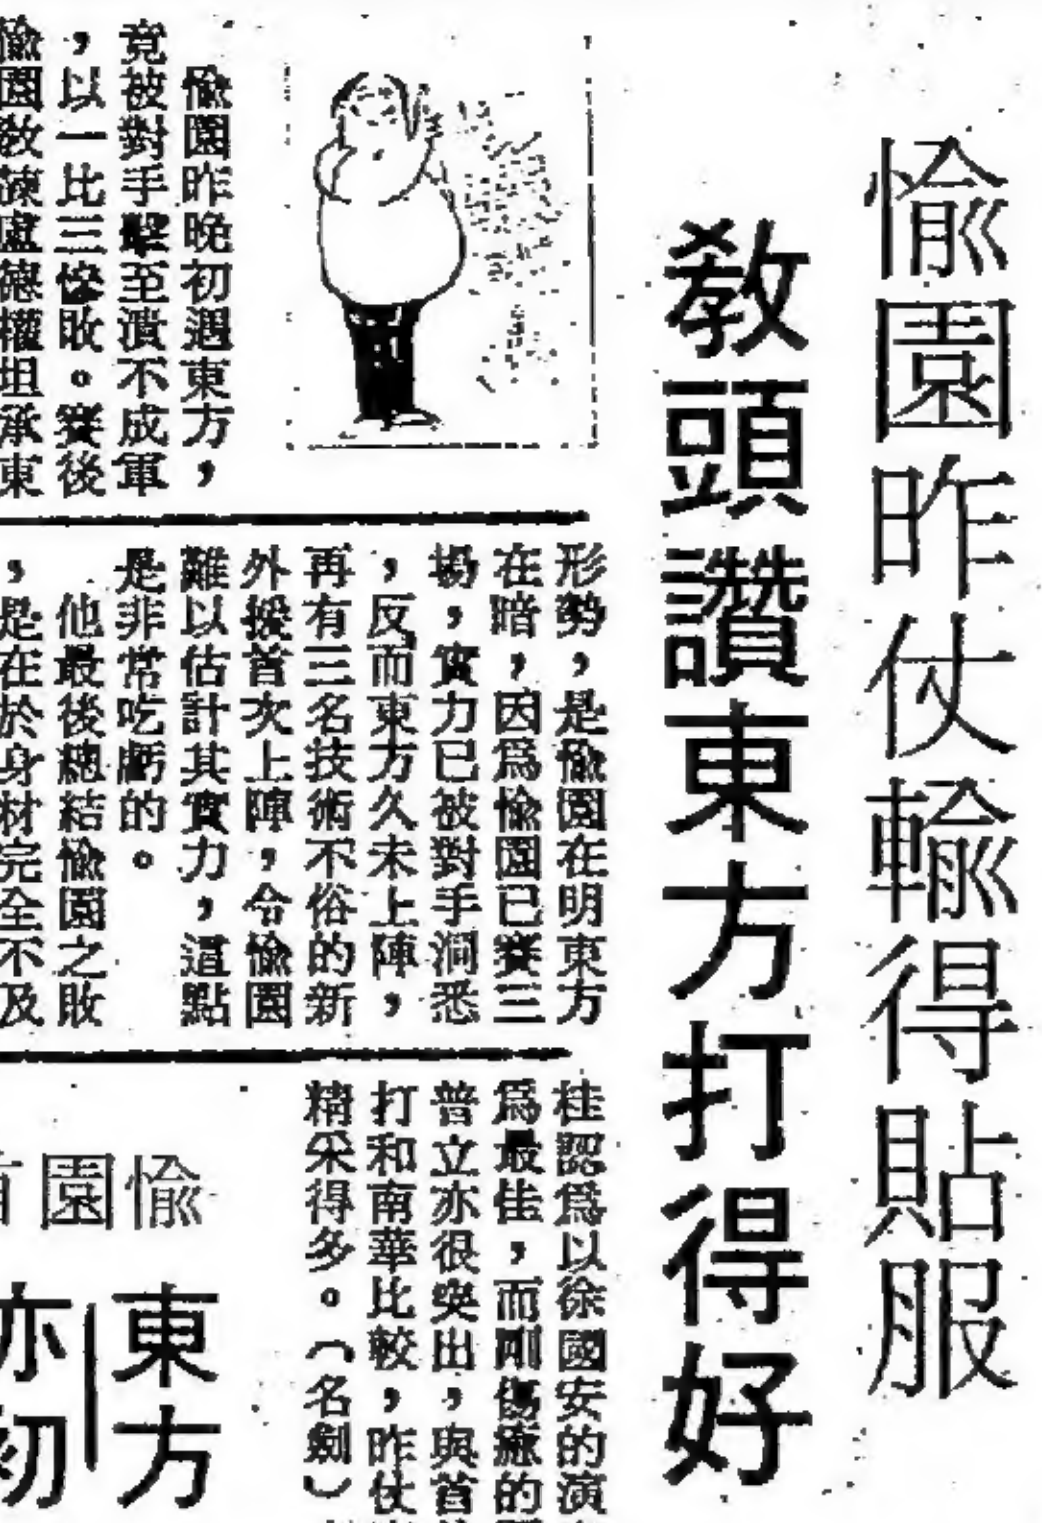 愉園昨仗輸得貼服
敎頭讚東方打得好
愉園昨晚初遇東方，
竟被對手擊至潰不成軍
，以一比三慘敗。賽後
愉園敎練盧德權坦承東
形勢，是愉園在明東方
在暗，因爲愉園已賽三
場，實力已被對手洞悉
，反而東方久未上陣，
再有三名技術不俗的新
外援首次上陣，令愉園
難以估計其實力，這點
是非常吃虧的。
他最後總結愉園之敗
，是在於身材完全不及
桂認爲以徐國安的演
爲最佳，而剛傷癒的
普立亦很突出，與首
打和南華比較，昨仗
精采得多。（名劍）
愉園
東方
亦初